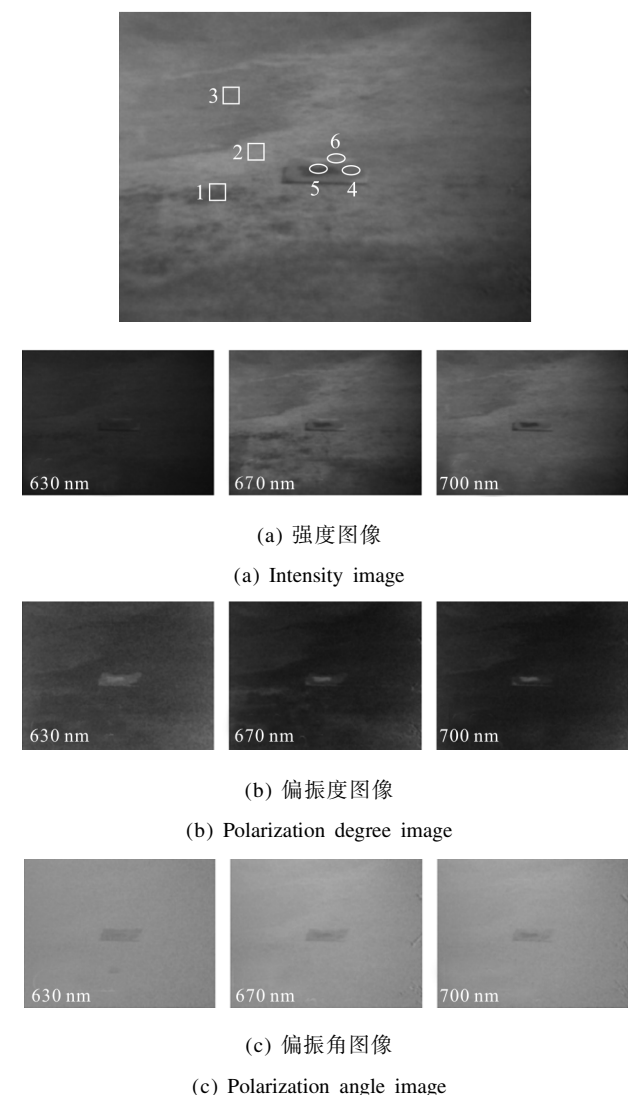 3
6
2
1
5
4
630 nm
670 nm
700 nm
(a) 强度图像
(a) Intensity image
630 nm
670 nm
700 nm
(b) 偏振度图像
(b) Polarization degree image
630 nm
670 nm
700 nm
(c) 偏振角图像
(c) Polarization angle image